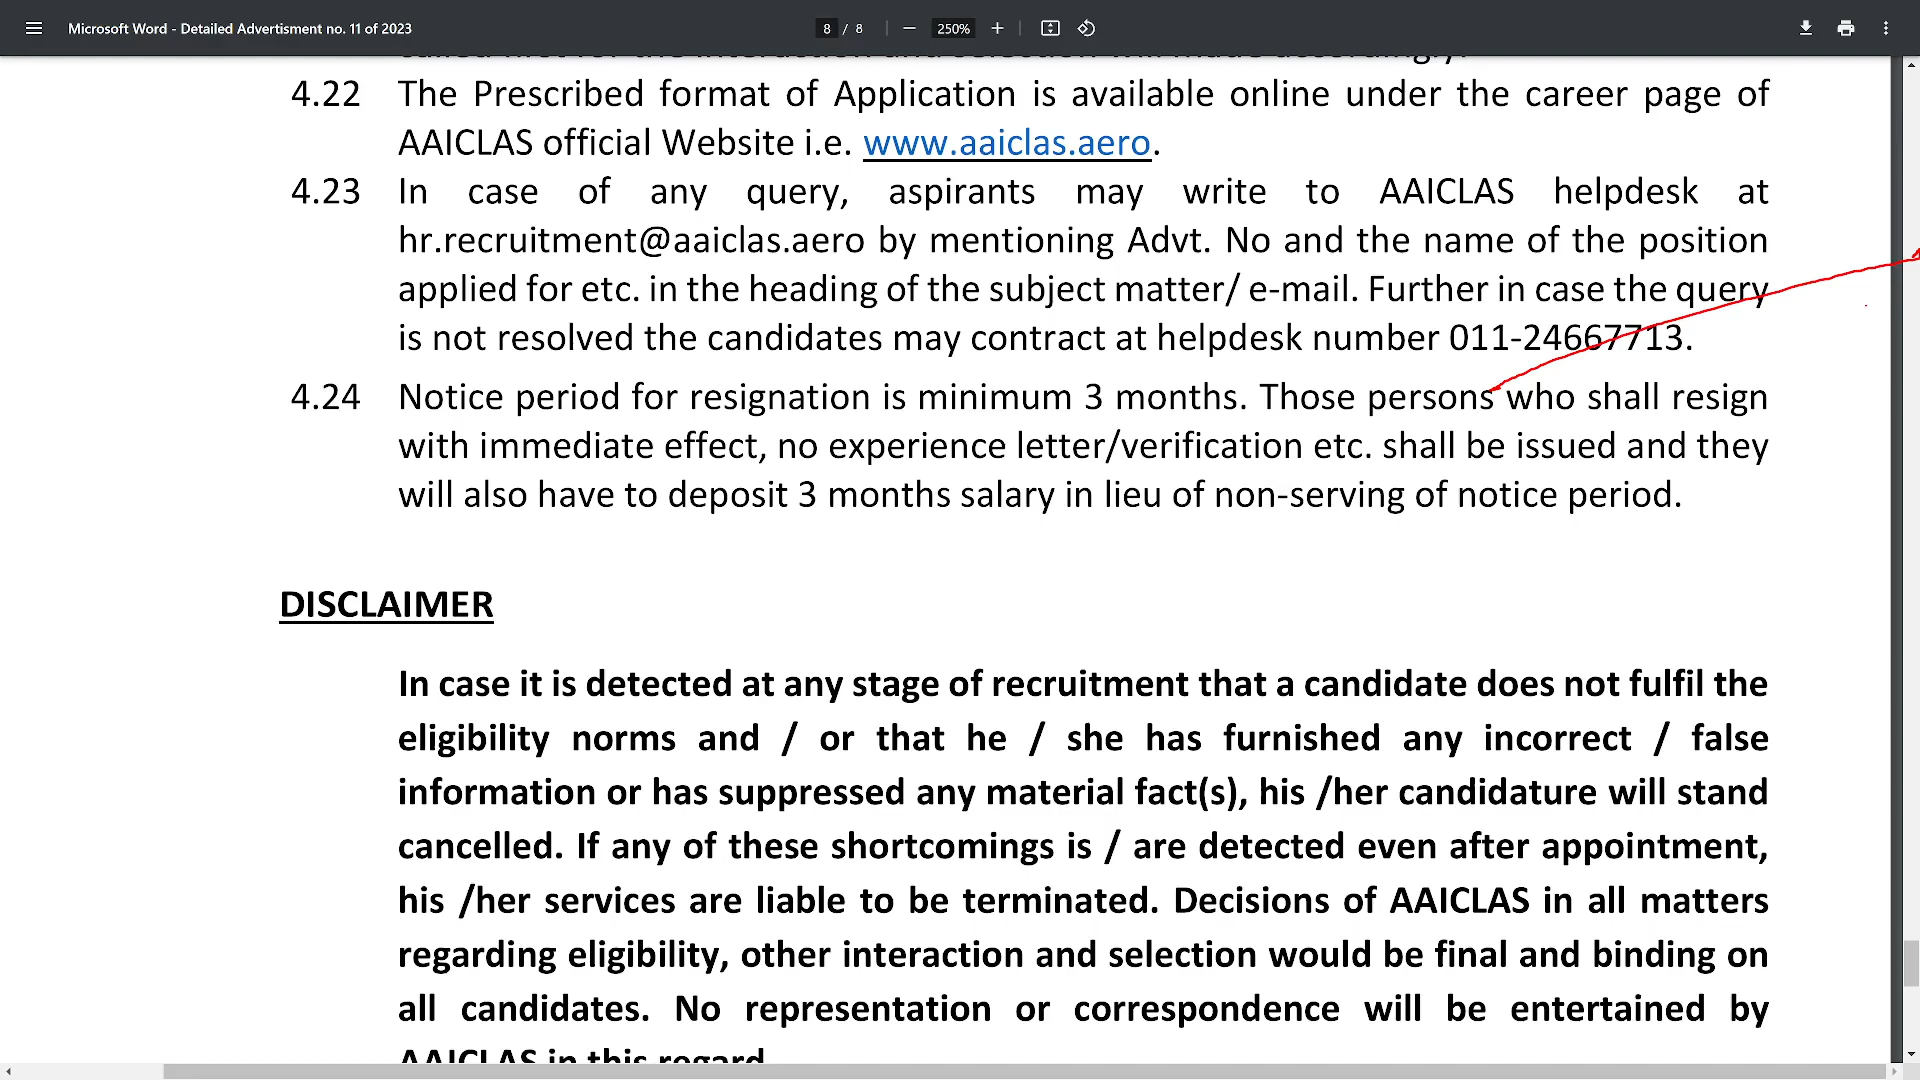 Microsoft Word - Detailed Advertisment no. 11 of 2023
8 / 8
250%
4.22 The Prescribed format of Application is available online under the career page of
AAICLAS official Website i.e. www.aaiclas.aero.
4.23 In case of any query, aspirants may write to AAICLAS helpdesk at
hr.recruitment@aaiclas.aero by mentioning Advt. No and the name of the position
applied for etc. in the heading of the subject matter/ e-mail. Further in case the query
is not resolved the candidates may contract at helpdesk number 011-24667713.
4.24 Notice period for resignation is minimum 3 months. Those persons who shall resign
with immediate effect, no experience letter/verification etc. shall be issued and they
will also have to deposit 3 months salary in lieu of non-serving of notice period.
DISCLAIMER
In case it is detected at any stage of recruitment that a candidate does not fulfil the
eligibility norms and / or that he / she has furnished any incorrect / false
information or has suppressed any material fact(s), his /her candidature will stand
cancelled. If any of these shortcomings is / are detected even after appointment,
his /her services are liable to be terminated. Decisions of AAICLAS in all matters
regarding eligibility, other interaction and selection would be final and binding on
all candidates. No representation or correspondence will be entertained by
AAICLAS in this regard